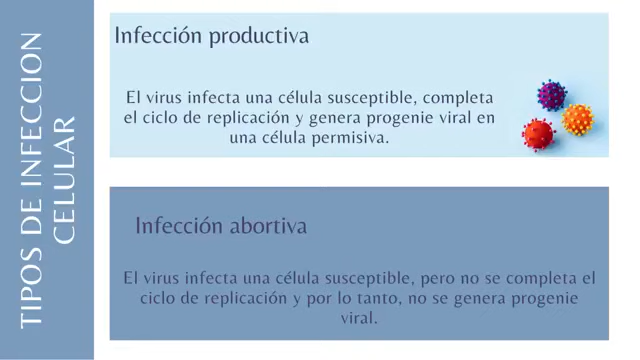 TIPOS DE INFECCION
CELULAR
Infección productiva
El virus infecta una célula susceptible, completa
el ciclo de replicación y genera progenie viral en
una célula permisiva.
Infección abortiva
El virus infecta una célula susceptible, pero no se completa el
ciclo de replicación y por lo tanto, no se genera progenie
viral.